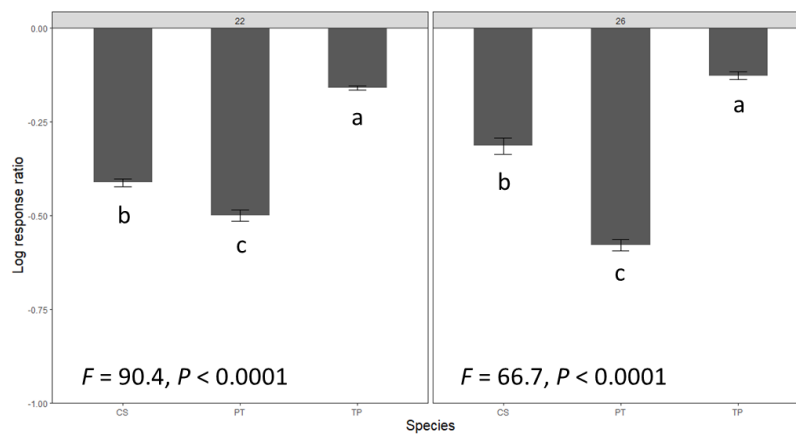 22
26
0.00
-0.25
-0.50
-0.75
-1.00
Log response ratio
b
c
a
b
c
a
F = 90.4, P < 0.0001
F = 66.7, P < 0.0001
CS PT TP
CS PT TP
Species